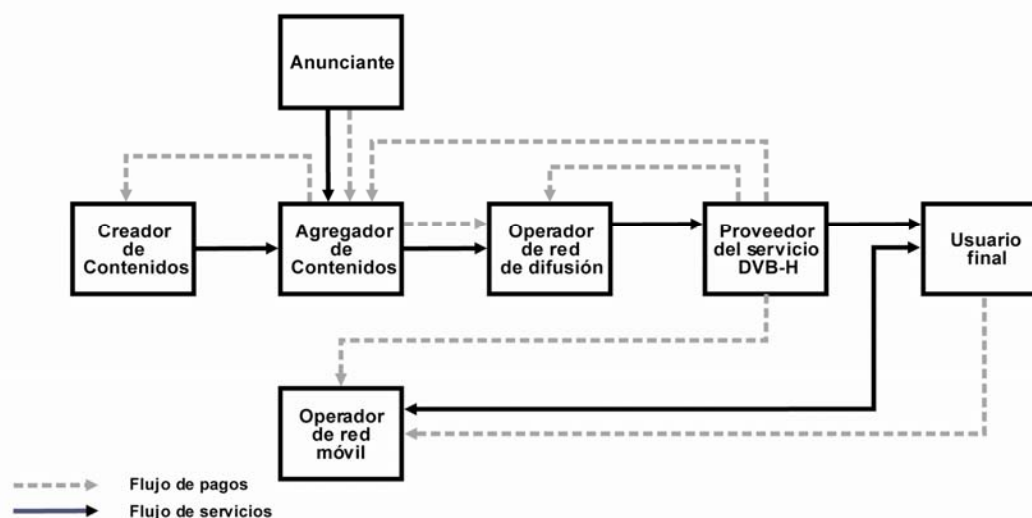 Anunciante
Creador
de
Contenidos
Agregador
de
Contenidos
Operador
de red
de difusión
Proveedor
del servicio
DVB-H
Usuario
final
Operador
de red
móvil
Flujo de pagos
Flujo de servicios